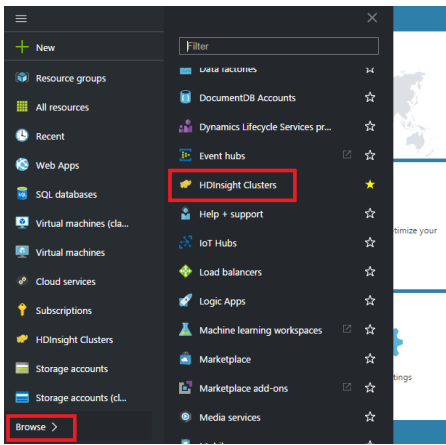 New
Resource groups
All resources
Recent
Web Apps
SQL databases
Virtual machines (cla...
Virtual machines
Cloud services
Subscriptions
HDInsight Clusters
Storage accounts
Storage accounts (cl...
Browse >
Filter
Data factories
DocumentDB Accounts
Dynamics Lifecycle Services pr...
Event hubs
HDInsight Clusters
Help + support
IoT Hubs
Load balancers
Logic Apps
Machine learning workspaces
Marketplace
Marketplace add-ons
Media services
timize your
tings